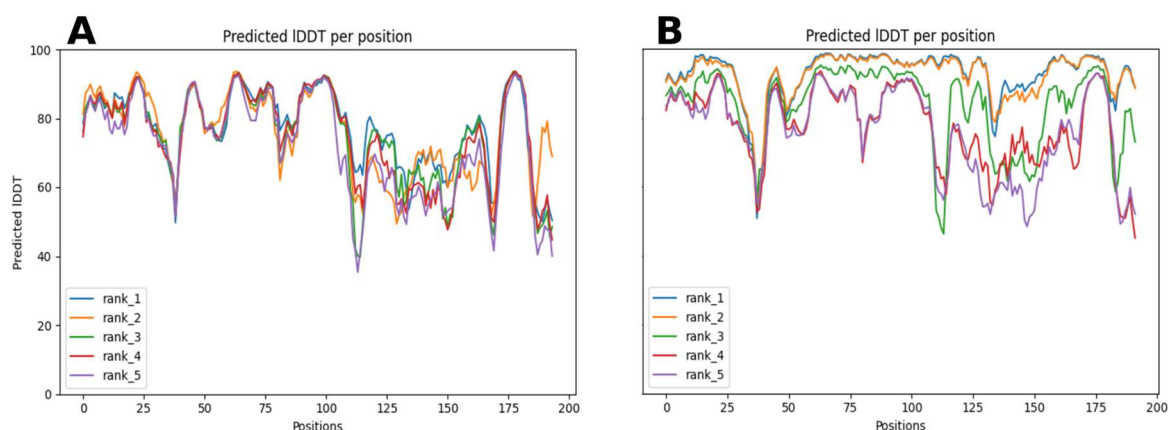 A
Predicted lDDT per position
Predicted lDDT
100
80
60
40
20
0
rank_1
rank_2
rank_3
rank_4
rank_5
0 25 50 75 100 125 150 175 200
Positions
B
Predicted lDDT per position
rank_1
rank_2
rank_3
rank_4
rank_5
0 25 50 75 100 125 150 175 200
Positions